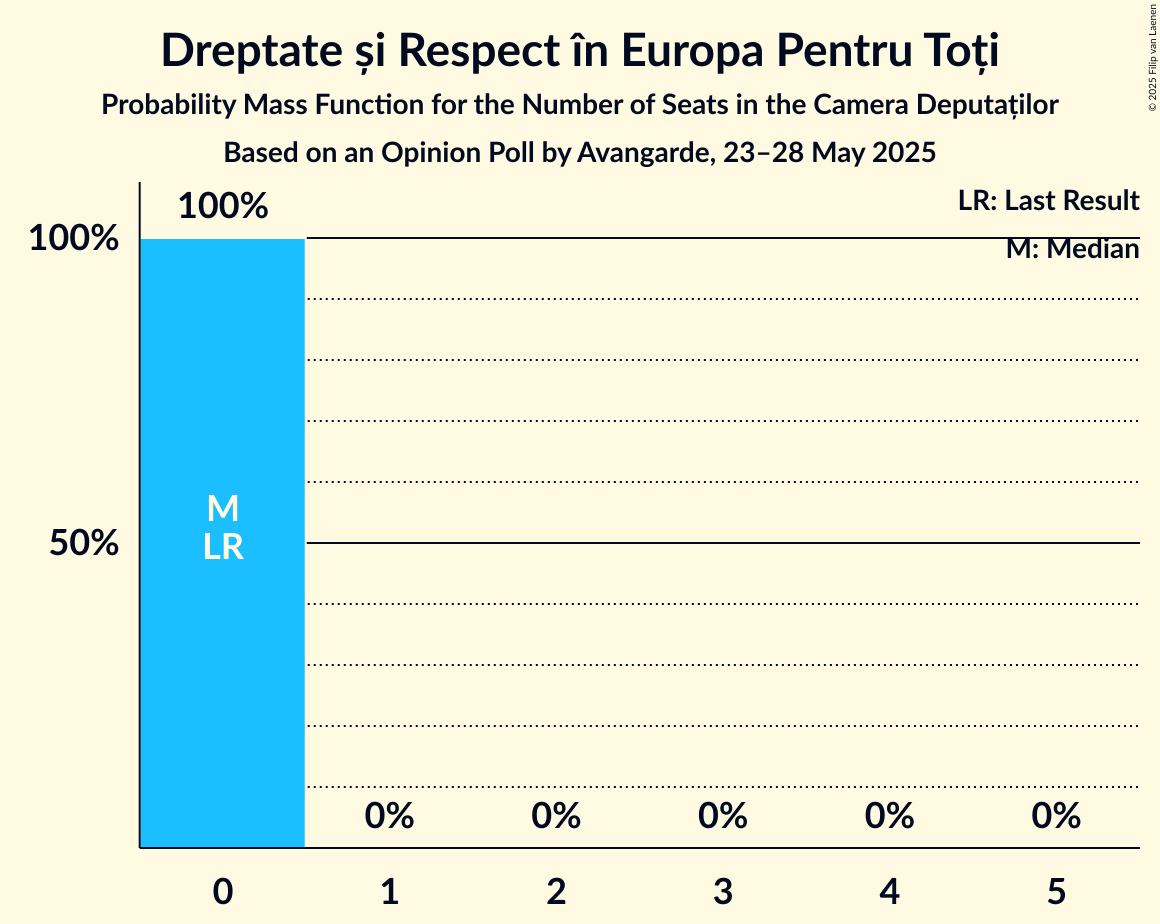 Dreptate și Respect în Europa Pentru Toți
Probability Mass Function for the Number of Seats in the Camera Deputaților
Based on an Opinion Poll by Avangarde, 23–28 May 2025
© 2025 Filip van Laenen
LR: Last Result
M: Median
100%
100%
50%
M
LR
0% 0% 0% 0% 0%
0 1 2 3 4 5